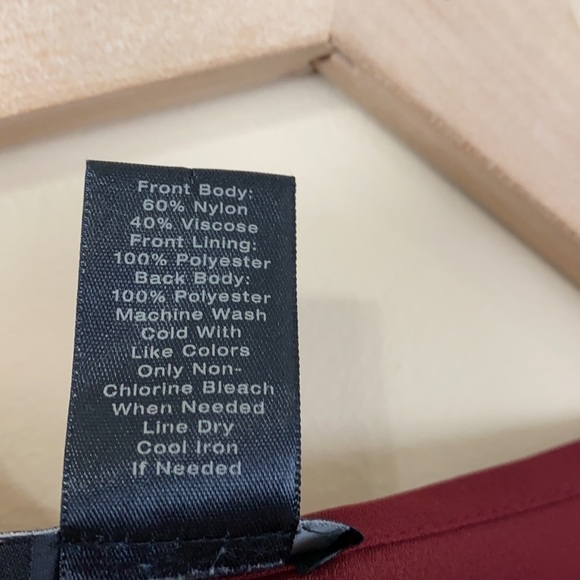 Front Body:
60% Nylon
40% Viscose
Front Lining:
100% Polyester
Back Body:
100% Polyester
Machine Wash
Cold With
Like Colors
Only Non-
Chlorine Bleach
When Needed
Line Dry
Cool Iron
If Needed